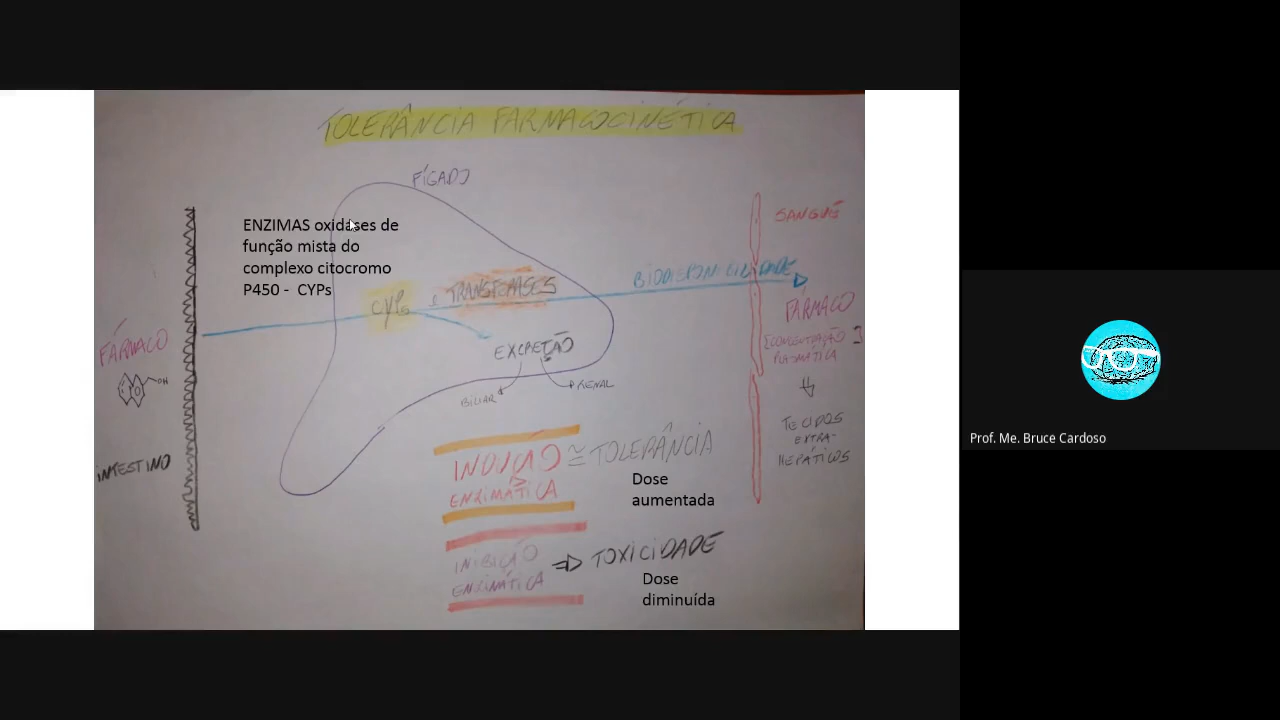 TOLERÂNCIA FARMACOCINÉTICA
FÍGADO
ENZIMAS oxidases de
função mista do
complexo citocromo
P450 - CYPs
SANGUE
BIODISPONIBILIDADE
CYPs e TRANSFERASES
FÁRMACO
[CONCENTRAÇÃO
PLASMÁTICA]
FÁRMACO
OH
EXCREÇÃO
BILIAR
RENAL
TECIDOS
EXTRA-
HEPÁTICOS
INTESTINO
INDUÇÃO
ENZIMÁTICA
≅ TOLERÂNCIA
Dose
aumentada
INIBIÇÃO
ENZIMÁTICA
⇒ TOXICIDADE
Dose
diminuída
Prof. Me. Bruce Cardoso